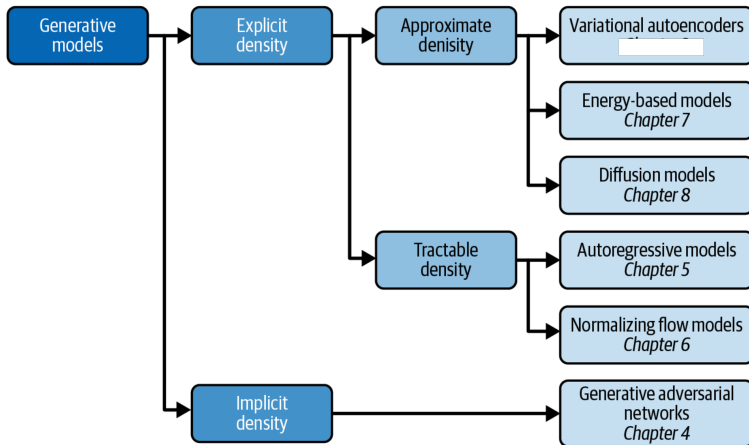 Generative
models
Explicit
density
Approximate
denisity
Variational autoencoders
Energy-based models
Chapter 7
Diffusion models
Chapter 8
Tractable
density
Autoregressive models
Chapter 5
Normalizing flow models
Chapter 6
Implicit
density
Generative adversarial
networks
Chapter 4